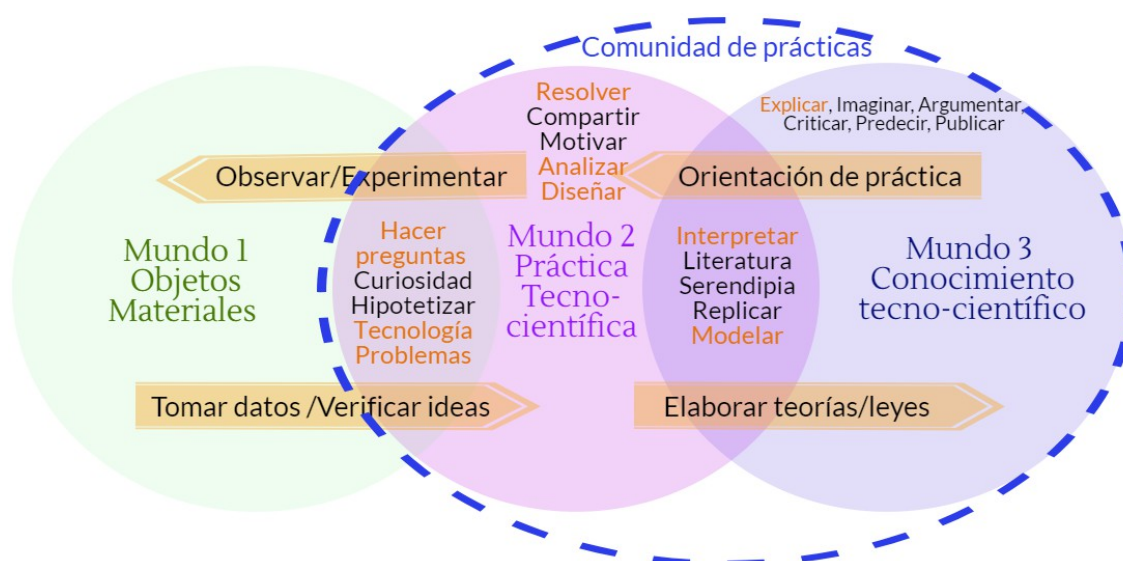 Comunidad de prácticas
Resolver
Compartir
Motivar
Analizar
Diseñar
Explicar, Imaginar, Argumentar,
Criticar, Predecir, Publicar
Observar/Experimentar
Orientación de práctica
Mundo 1
Objetos
Materiales
Hacer
preguntas
Curiosidad
Hipotetizar
Tecnología
Problemas
Mundo 2
Práctica
Tecno-
científica
Interpretar
Literatura
Serendipia
Replicar
Modelar
Mundo 3
Conocimiento
tecno-científico
Tomar datos /Verificar ideas
Elaborar teorías/leyes